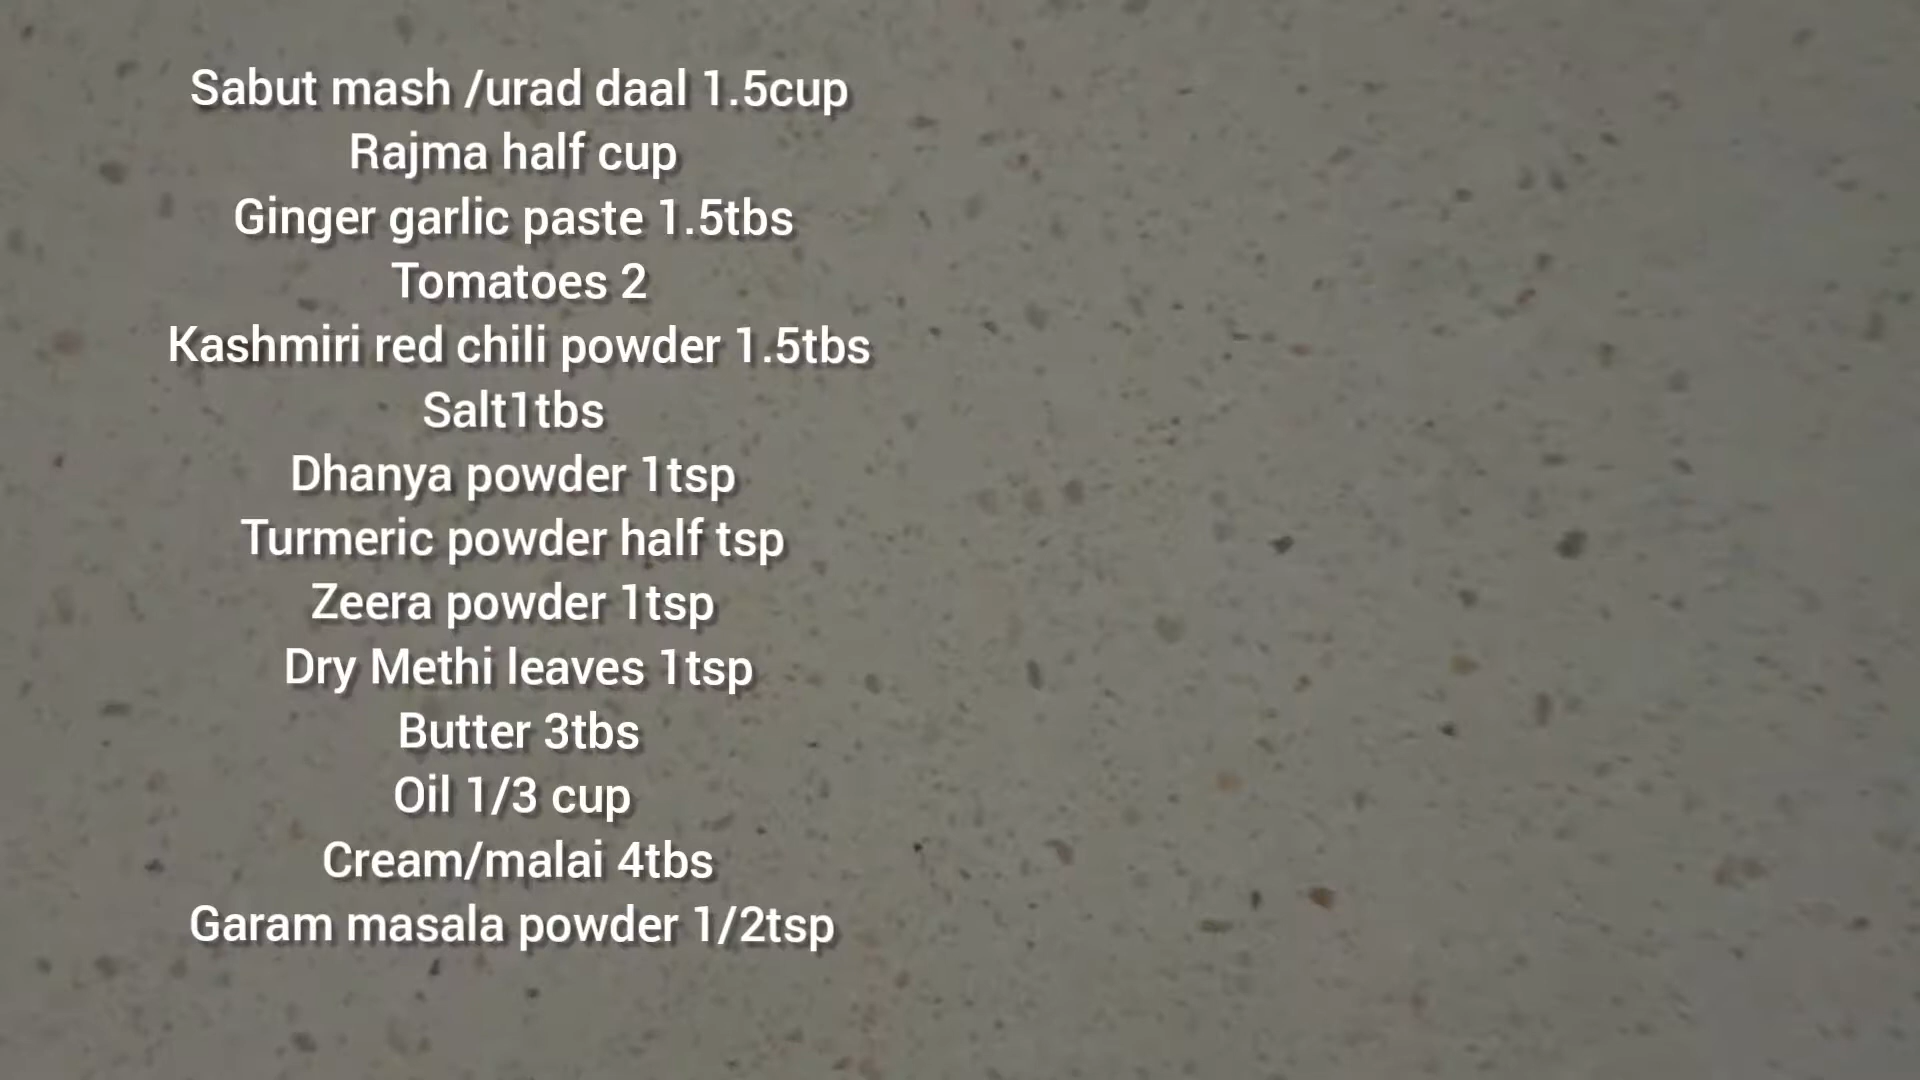 Sabut mash /urad daal 1.5cup
Rajma half cup
Ginger garlic paste 1.5tbs
Tomatoes 2
Kashmiri red chili powder 1.5tbs
Salt1tbs
Dhanya powder 1tsp
Turmeric powder half tsp
Zeera powder 1tsp
Dry Methi leaves 1tsp
Butter 3tbs
Oil 1/3 cup
Cream/malai 4tbs
Garam masala powder 1/2tsp